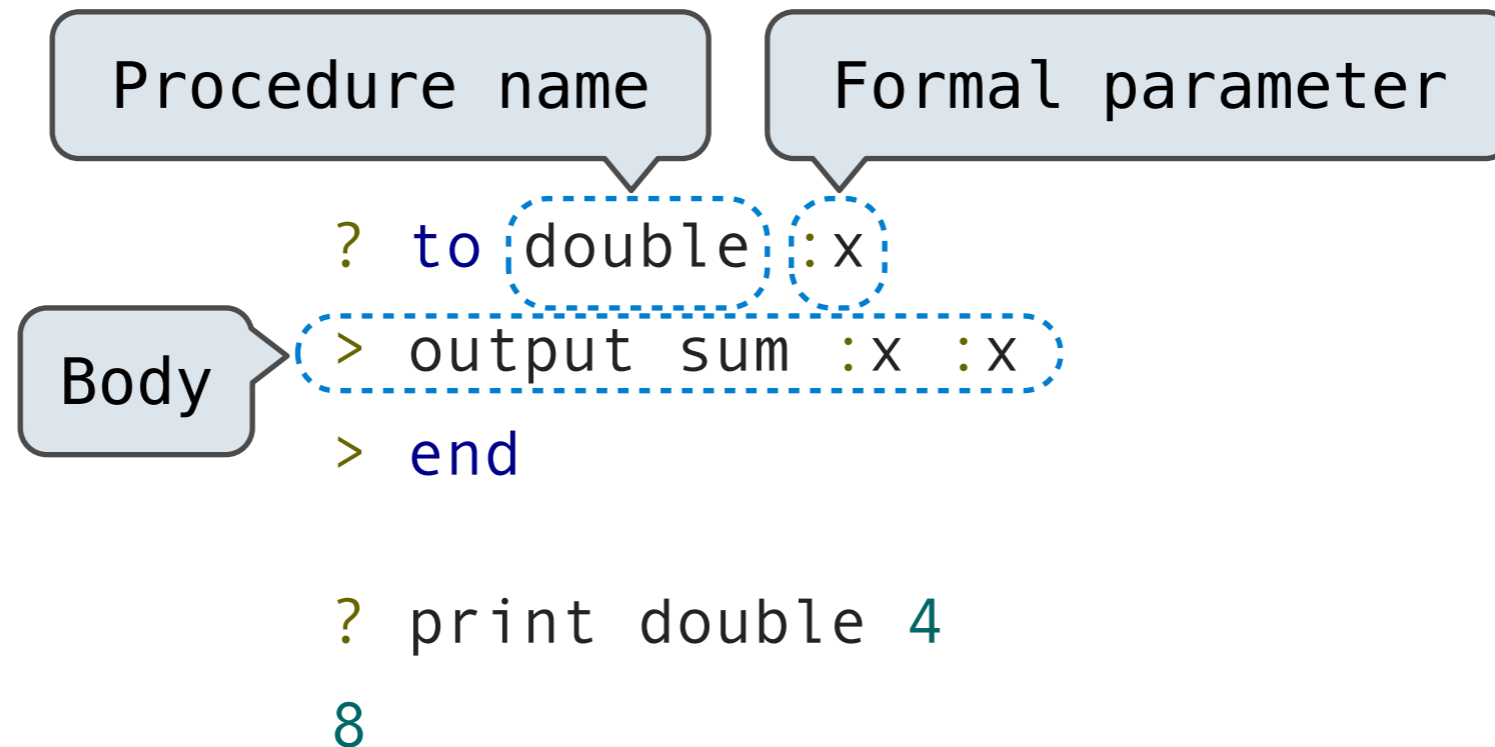 Procedure name
Formal parameter
? to double :x
Body
> output sum :x :x
> end
? print double 4
8